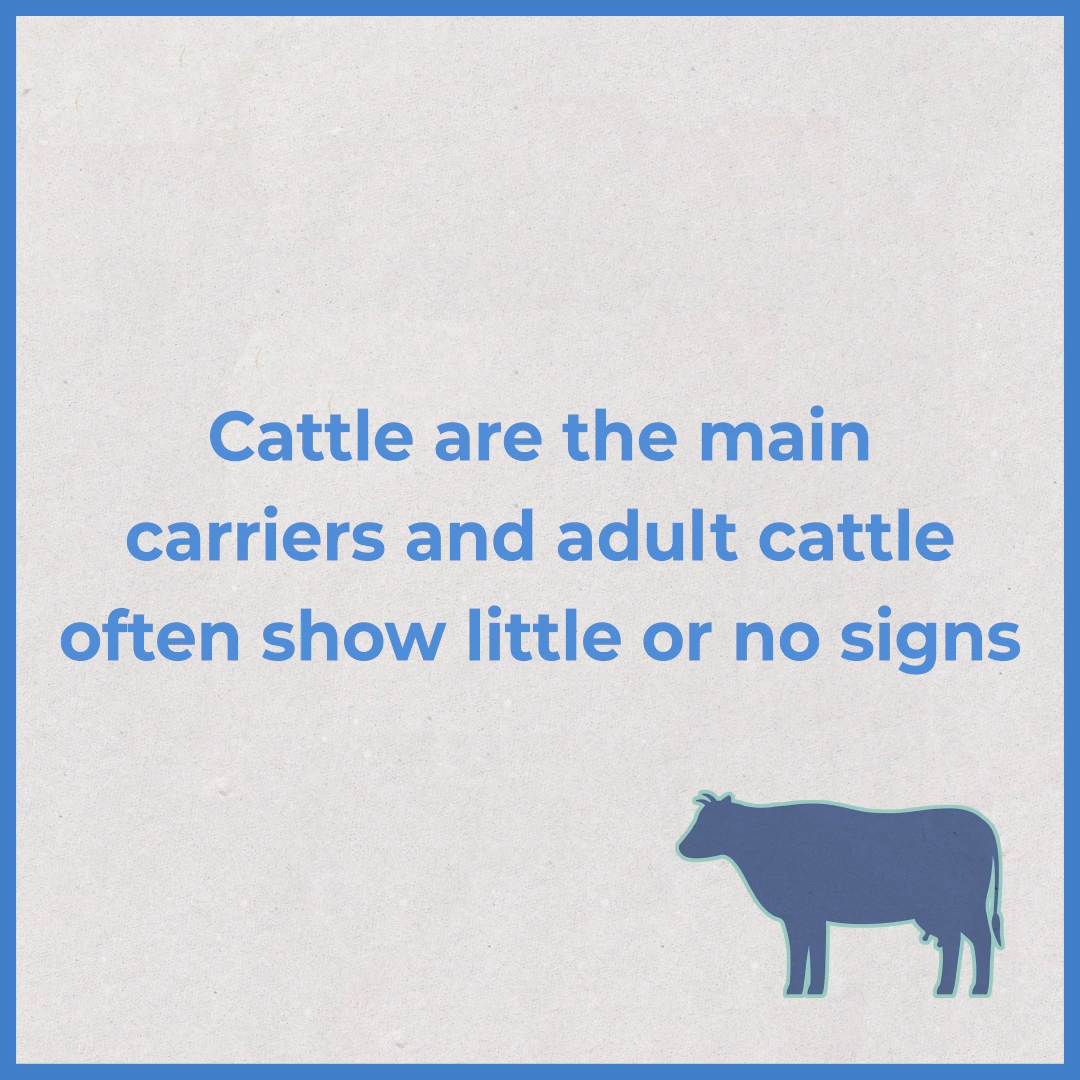 Cattle are the main
carriers and adult cattle
often show little or no signs